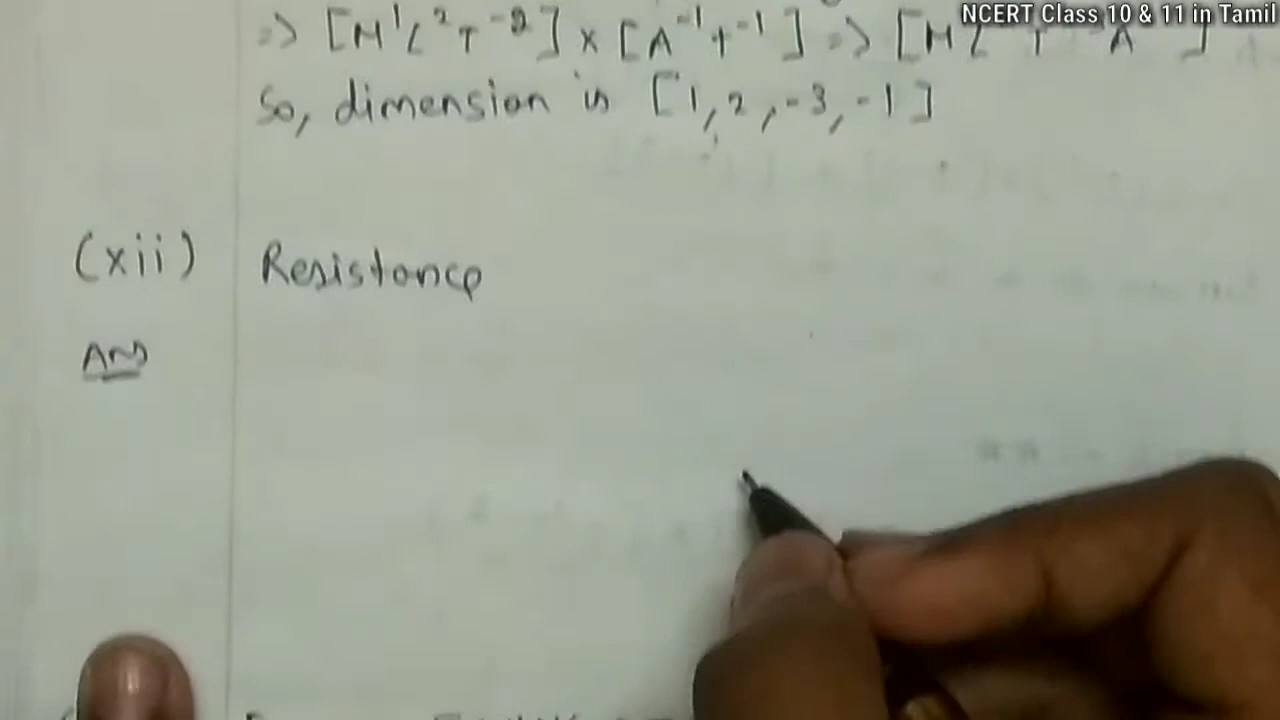 NCERT Class 10 & 11 in Tamil
=> [M¹L²T⁻²] x [A⁻¹T⁻¹] => [M L T A ]
So, dimension is [1, 2, -3, -1]
(xii) Resistance
Ans